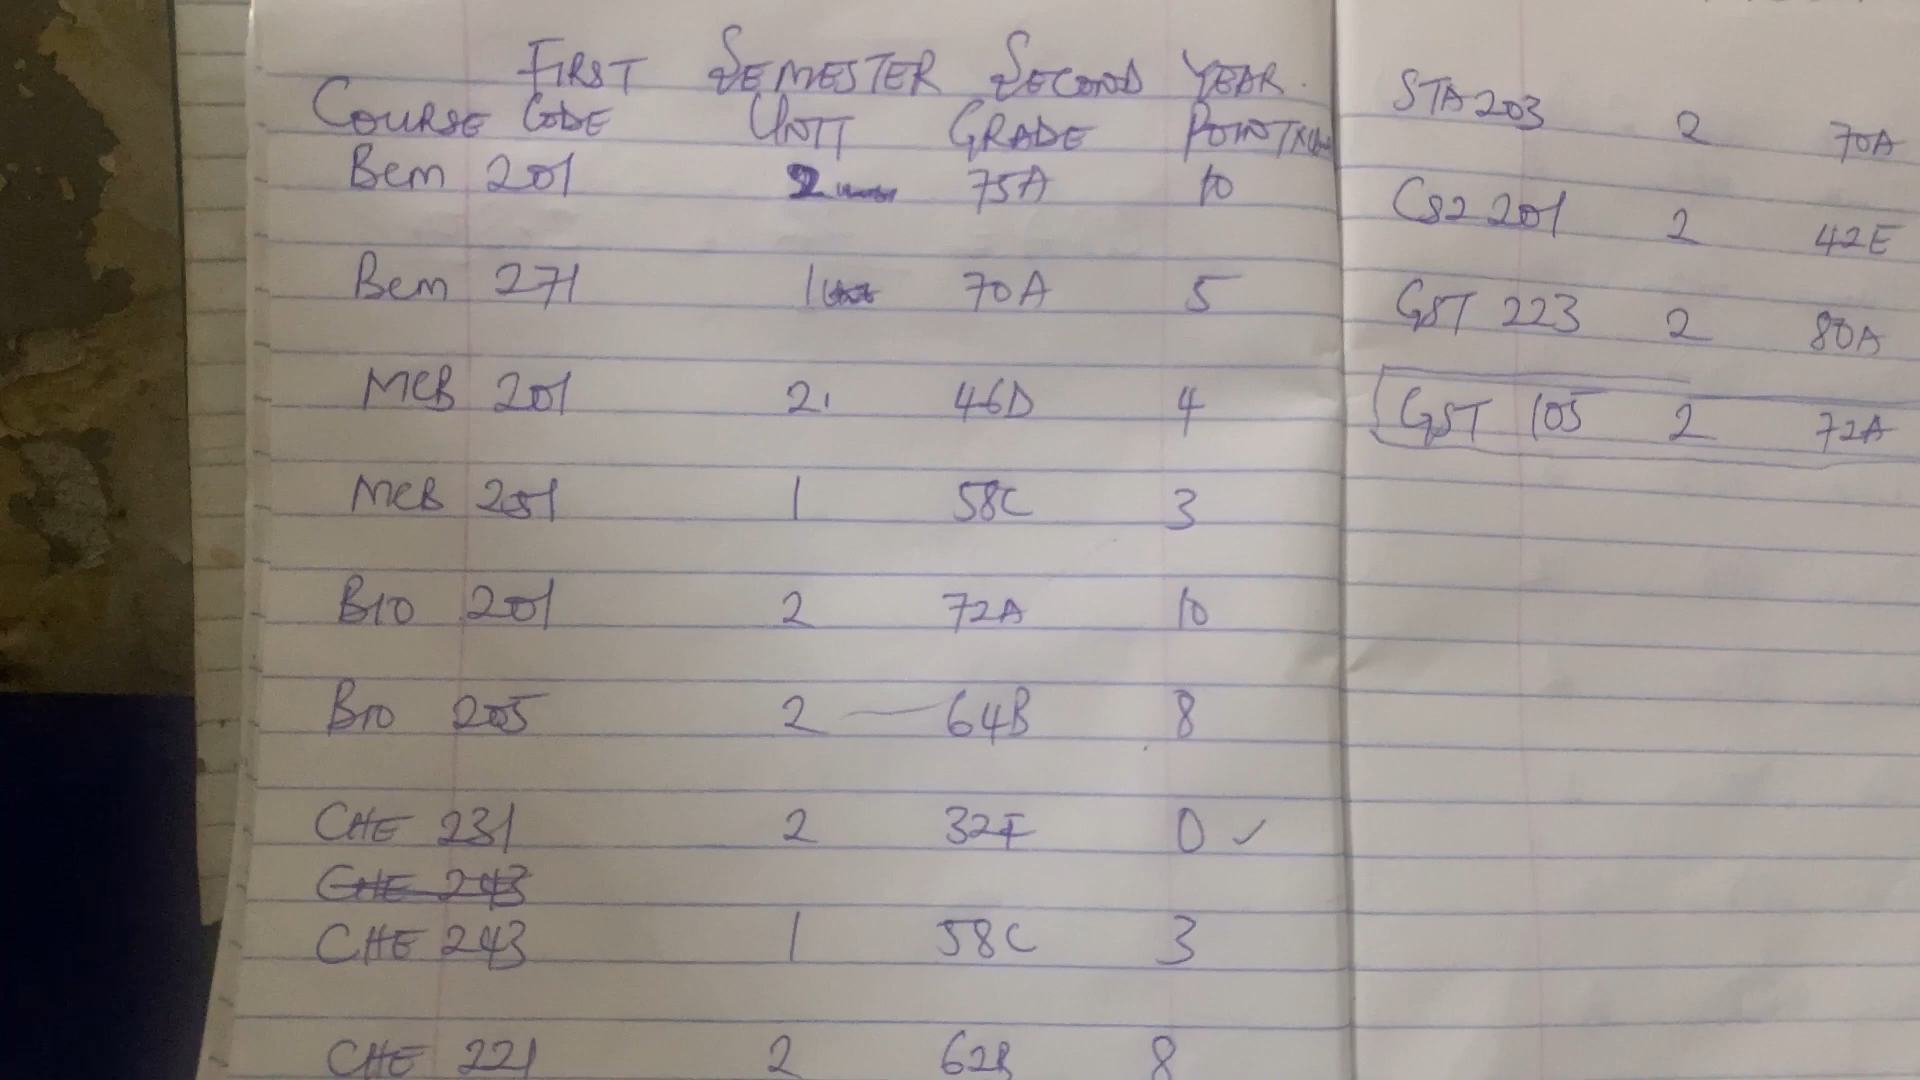 FIRST SEMESTER SECOND YEAR.
COURSE CODE UNIT GRADE POINT
Bcm 201 2 75A 10
Bcm 271 1 70A 5
MCB 201 2 46D 4
MCB 251 1 58C 3
BIO 201 2 72A 10
BIO 205 2 — 64B 8
CHE 231 2 32F 0 ✓
CHE 243
CHE 243 1 58C 3
CHE 221 2 62B 8
STA 203 2 70A
CS2 201 2 42E
GST 223 2 80A
GST 105 2 72A